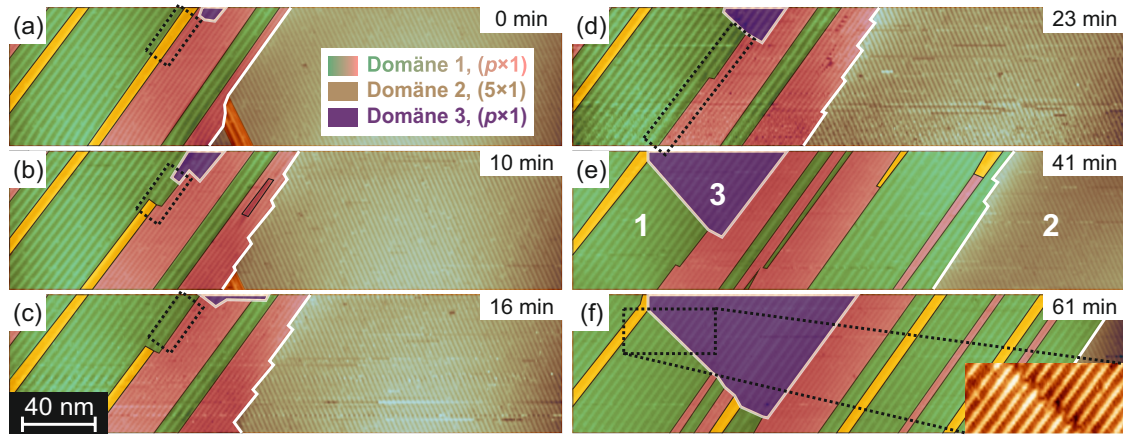 (a)
0 min
Domäne 1, (p×1)
Domäne 2, (5×1)
Domäne 3, (p×1)
(b)
10 min
(c)
16 min
40 nm
(d)
23 min
(e)
41 min
1
3
2
(f)
61 min